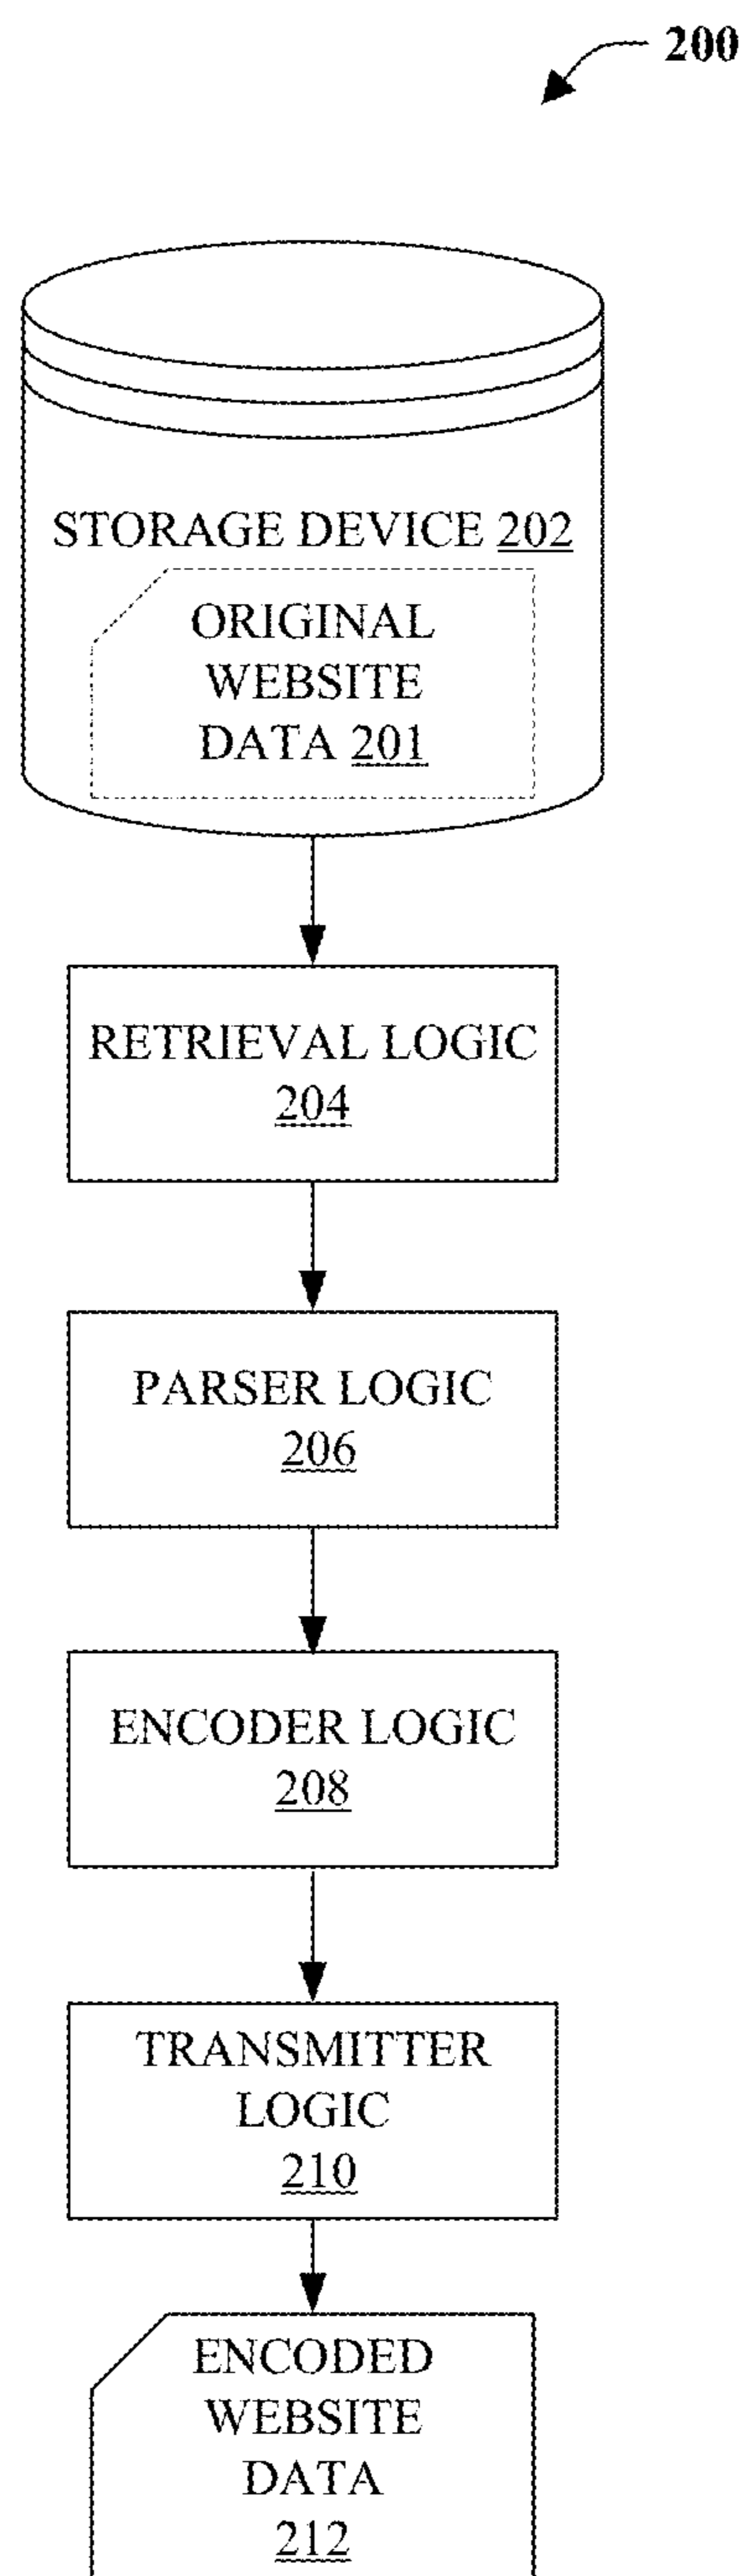 200
STORAGE DEVICE 202
ORIGINAL
WEBSITE
DATA 201
RETRIEVAL LOGIC
204
PARSER LOGIC
206
ENCODER LOGIC
208
TRANSMITTER
LOGIC
210
ENCODED
WEBSITE
DATA
212